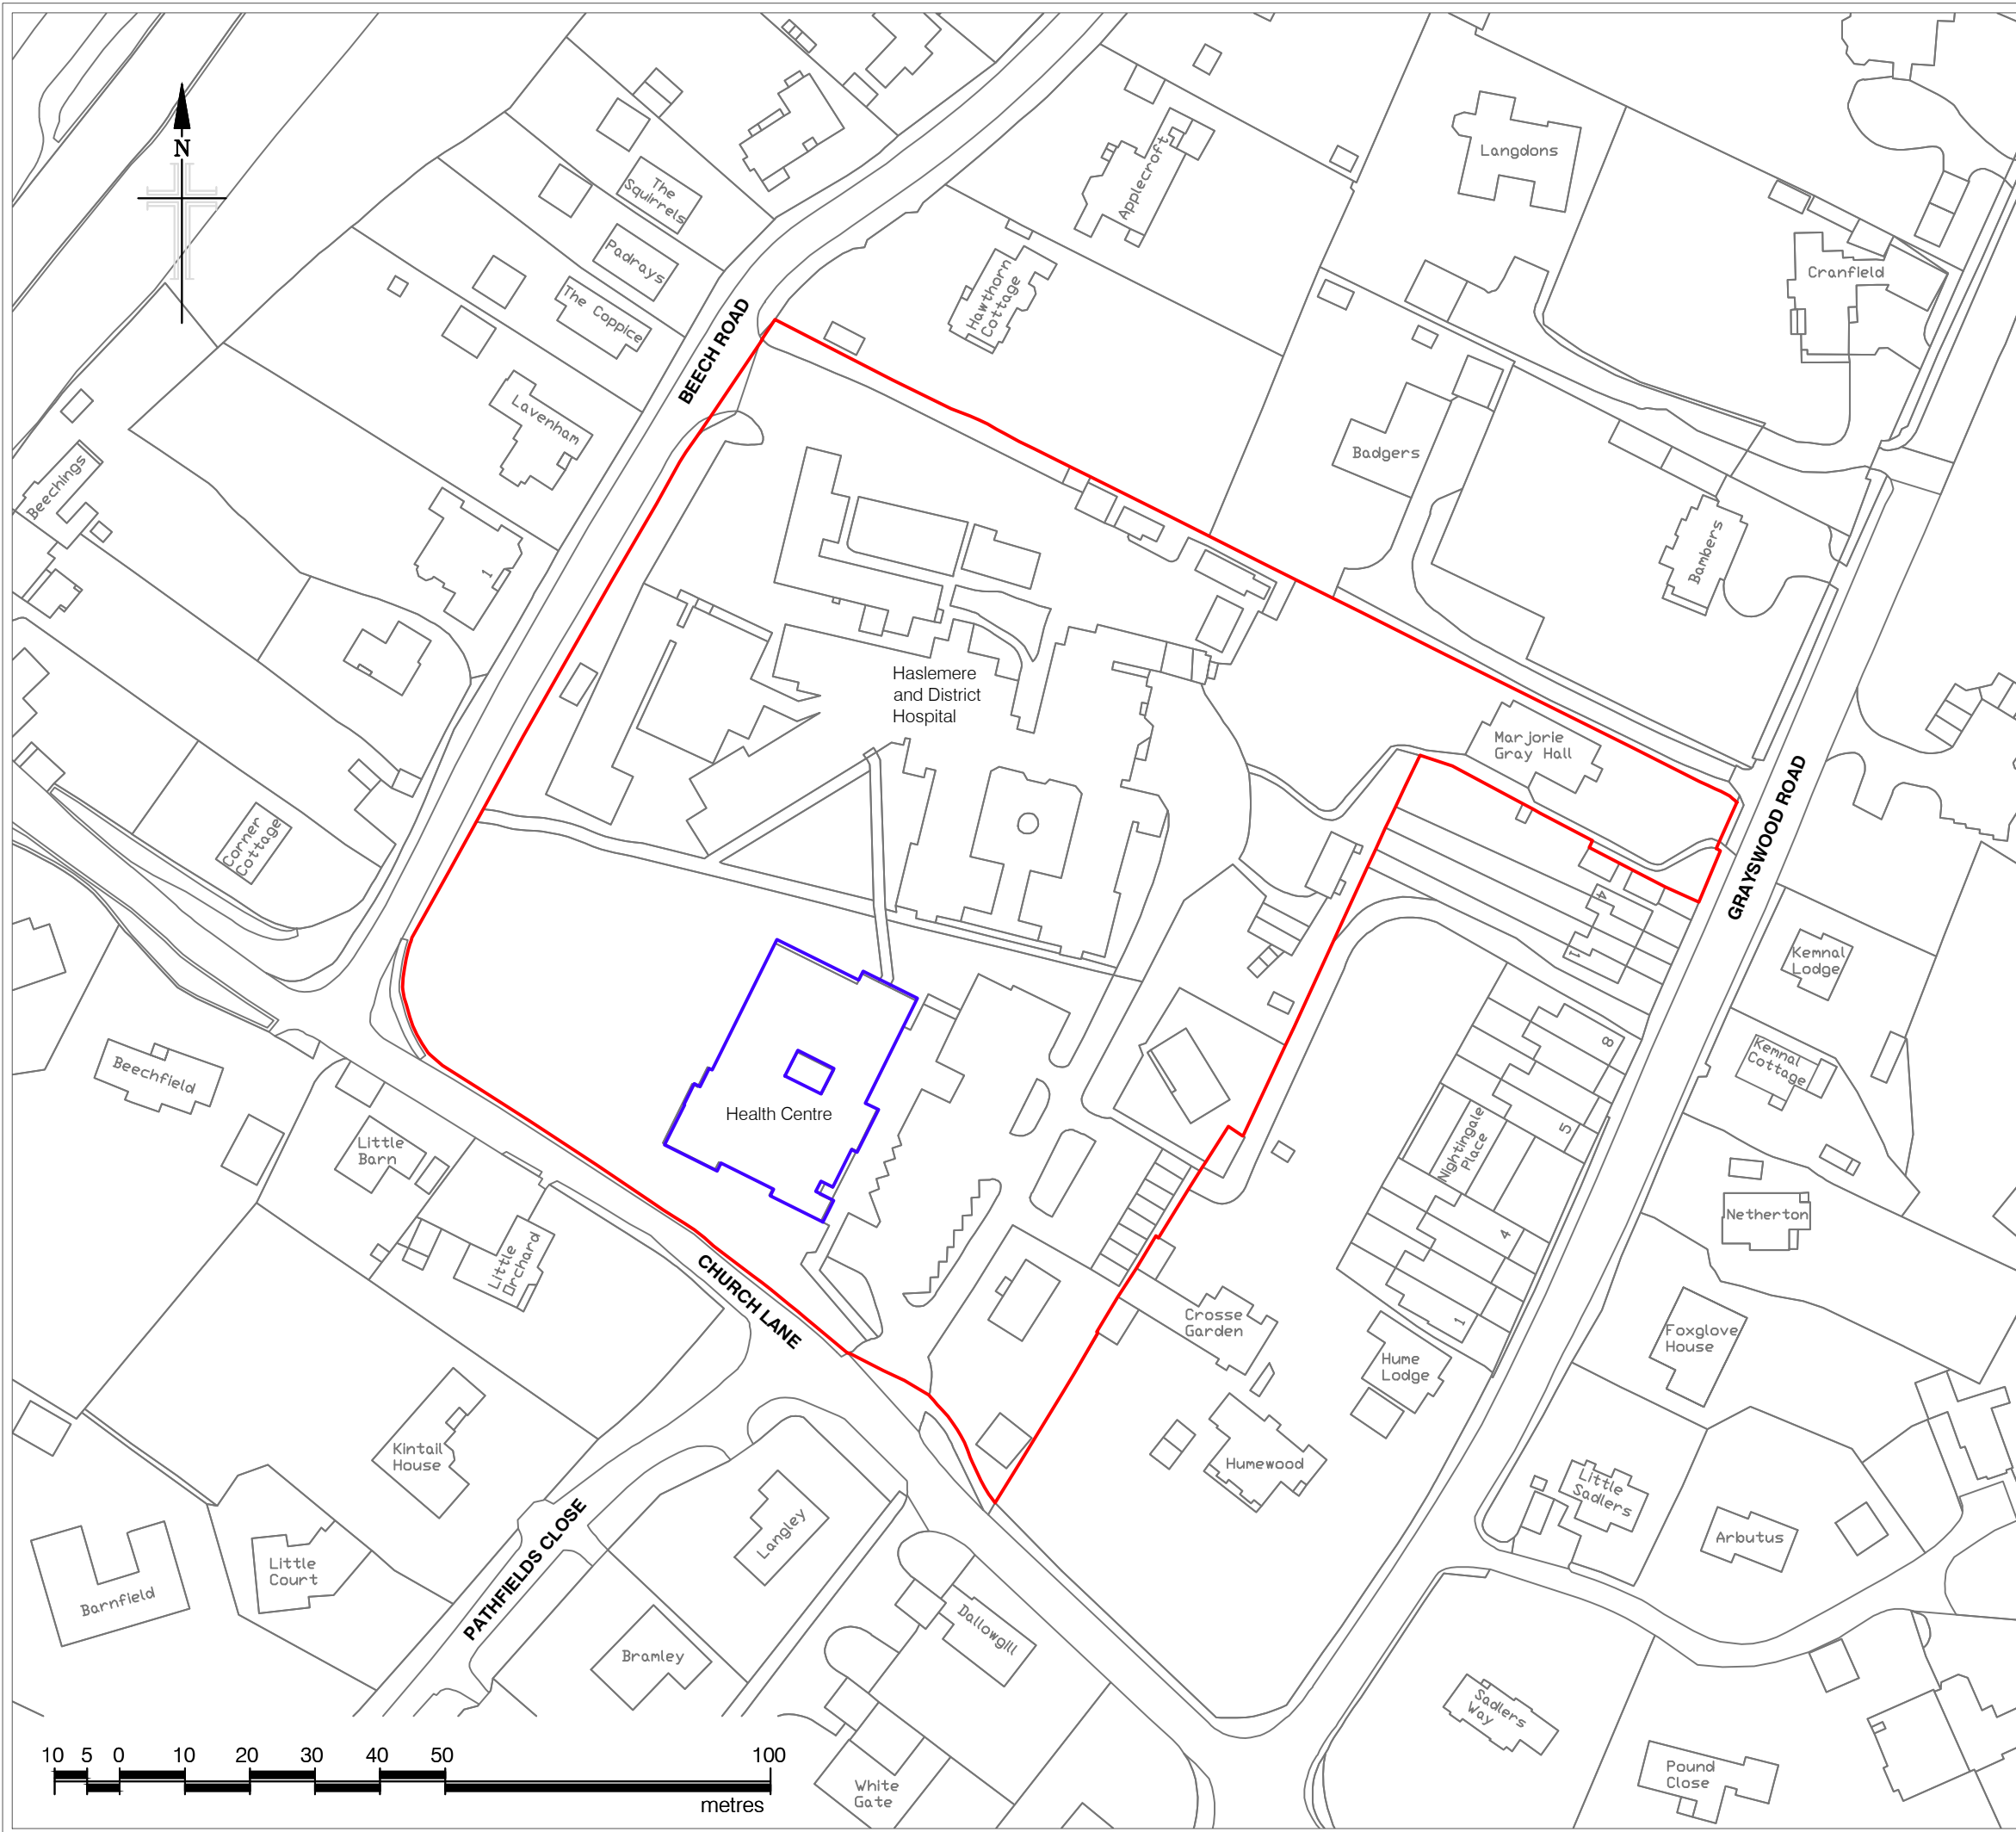 N
The
Squirrels
Padrays
The Coppice
Lavenham
BEECH ROAD
Applecroft
Hawthorn
Cottage
Langdons
Cranfield
Badgers
Bambers
Beechings
1
Corner
Cottage
Haslemere
and District
Hospital
Marjorie
Gray Hall
GRAYSWOOD ROAD
4
1
Kemnal
Lodge
Kemnal
Cottage
8
5
Nightingale
Place
4
1
Netherton
Foxglove
House
Health Centre
Beechfield
Little
Barn
Little
Orchard
CHURCH LANE
Crosse
Garden
Hume
Lodge
Humewood
Little
Sadlers
Arbutus
Kintail
House
Langley
Little
Court
Barnfield
PATHFIELDS CLOSE
Bramley
Dallowgill
White
Gate
Sadlers
Way
Pound
Close
10 5 0 10 20 30 40 50 100
metres